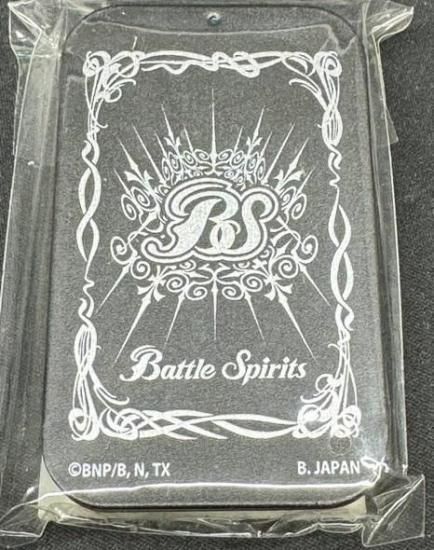 BS
Battle Spirits
©BNP/B, N, TX B. JAPAN